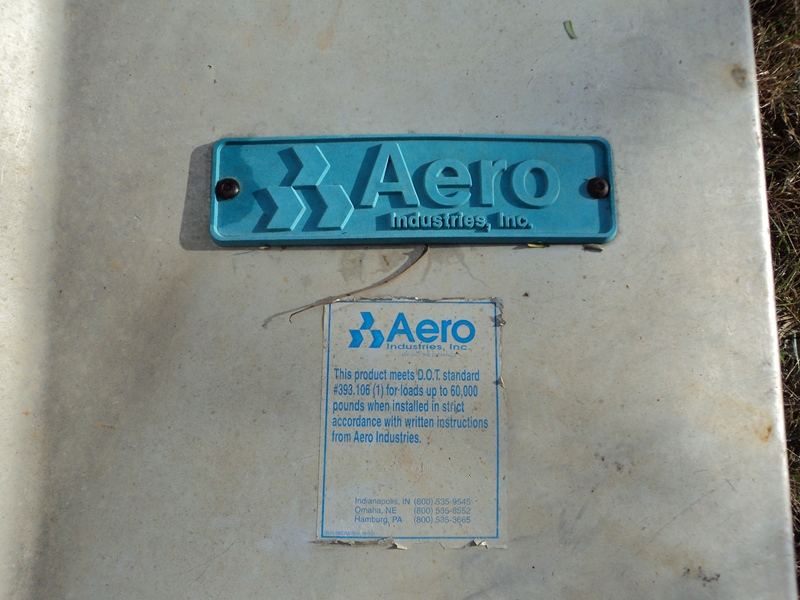 Aero
Industries, Inc.
Aero
Industries, Inc.
This product meets D.O.T. standard
#393.106 (1) for loads up to 60,000
pounds when installed in strict
accordance with written instructions
from Aero Industries.
Indianapolis, IN (800) 535-9545
Omaha, NE (800) 535-8552
Hamburg, PA (800) 535-3665